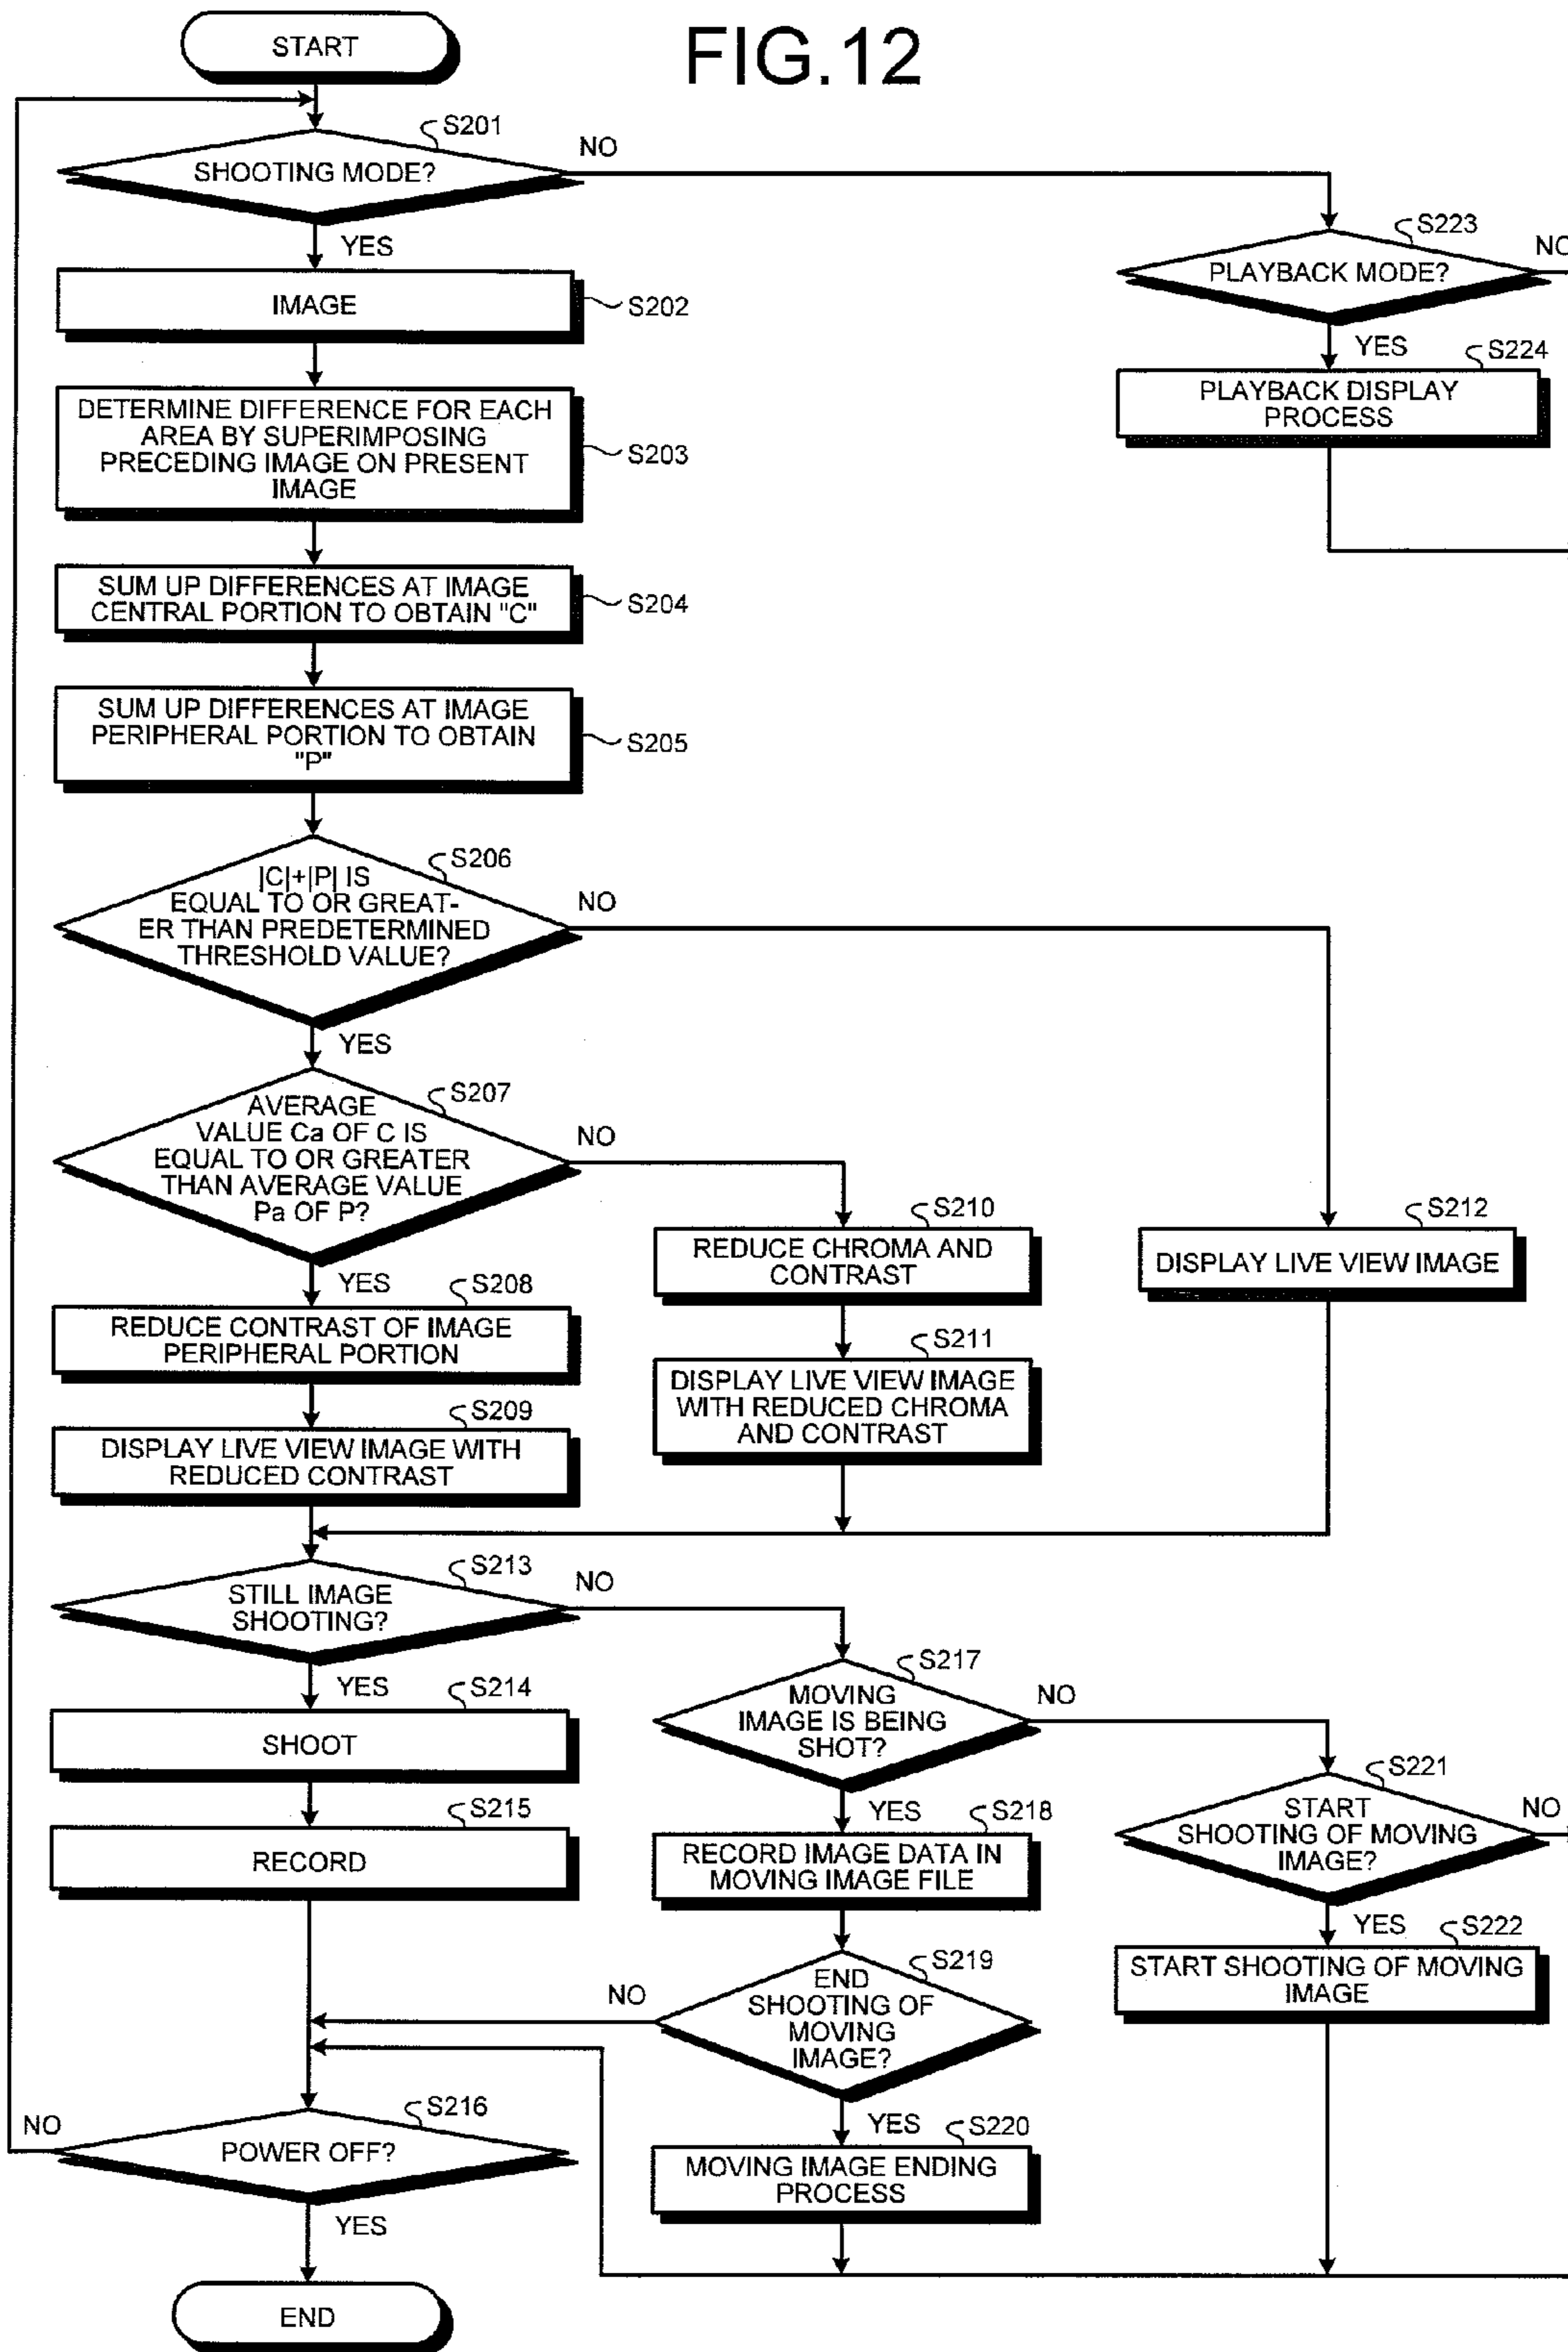 FIG.12
START
S201
SHOOTING MODE?
NO
YES
IMAGE
S202
DETERMINE DIFFERENCE FOR EACH
AREA BY SUPERIMPOSING
PRECEDING IMAGE ON PRESENT
IMAGE
S203
SUM UP DIFFERENCES AT IMAGE
CENTRAL PORTION TO OBTAIN "C"
S204
SUM UP DIFFERENCES AT IMAGE
PERIPHERAL PORTION TO OBTAIN
"P"
S205
S206
|C|+|P| IS
EQUAL TO OR GREAT-
ER THAN PREDETERMINED
THRESHOLD VALUE?
NO
YES
S207
AVERAGE
VALUE Ca OF C IS
EQUAL TO OR GREATER
THAN AVERAGE VALUE
Pa OF P?
NO
YES
S208
REDUCE CONTRAST OF IMAGE
PERIPHERAL PORTION
S209
DISPLAY LIVE VIEW IMAGE WITH
REDUCED CONTRAST
S210
REDUCE CHROMA AND
CONTRAST
S211
DISPLAY LIVE VIEW IMAGE
WITH REDUCED CHROMA
AND CONTRAST
S212
DISPLAY LIVE VIEW IMAGE
S213
STILL IMAGE
SHOOTING?
NO
YES
S214
SHOOT
S215
RECORD
S216
POWER OFF?
NO
YES
END
S217
MOVING
IMAGE IS BEING
SHOT?
NO
YES
S218
RECORD IMAGE DATA IN
MOVING IMAGE FILE
S219
END
SHOOTING OF
MOVING
IMAGE?
NO
YES
S220
MOVING IMAGE ENDING
PROCESS
S221
START
SHOOTING OF MOVING
IMAGE?
NO
YES
S222
START SHOOTING OF MOVING
IMAGE
S223
PLAYBACK MODE?
NO
YES
S224
PLAYBACK DISPLAY
PROCESS